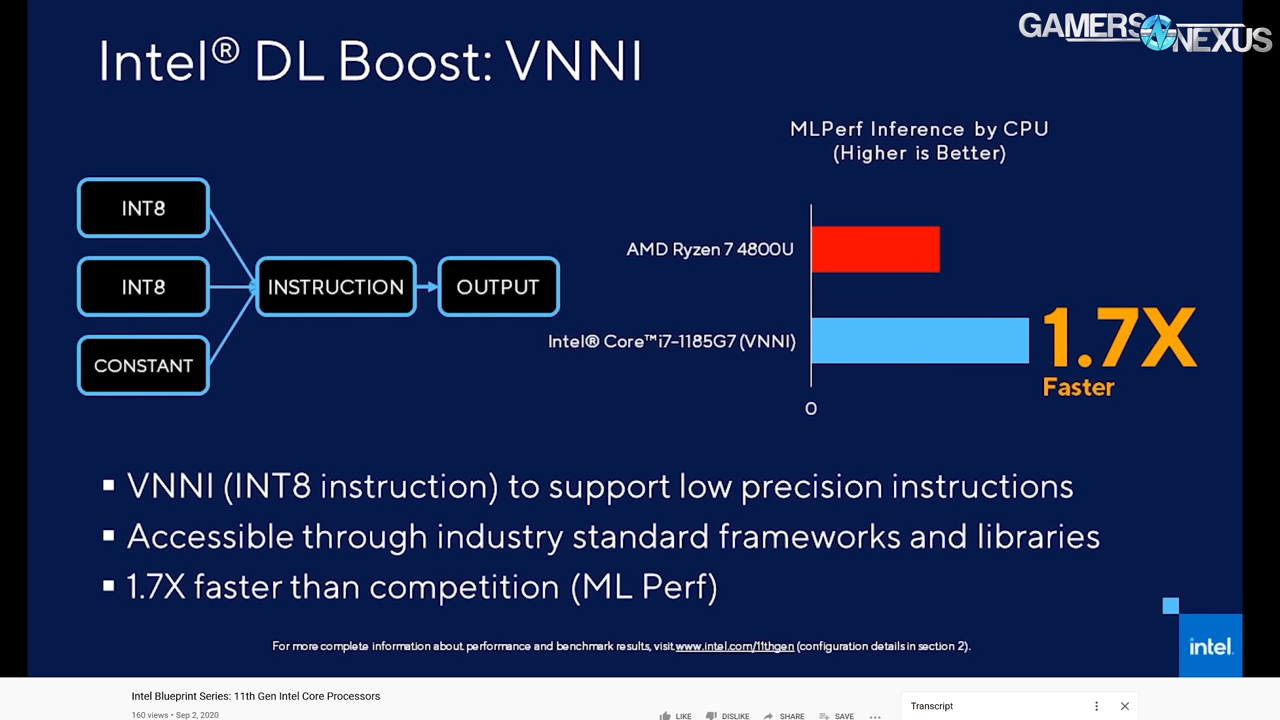 GAMERS NEXUS
Intel® DL Boost: VNNI
MLPerf Inference by CPU
(Higher is Better)
INT8
INT8
CONSTANT
INSTRUCTION
OUTPUT
AMD Ryzen 7 4800U
Intel® Core™ i7-1185G7 (VNNI)
1.7X
Faster
0
▪ VNNI (INT8 instruction) to support low precision instructions
▪ Accessible through industry standard frameworks and libraries
▪ 1.7X faster than competition (ML Perf)
For more complete information about performance and benchmark results, visit www.intel.com/11thgen (configuration details in section 2).
intel.
Intel Blueprint Series: 11th Gen Intel Core Processors
160 views • Sep 2, 2020
LIKE DISLIKE SHARE SAVE ...
Transcript